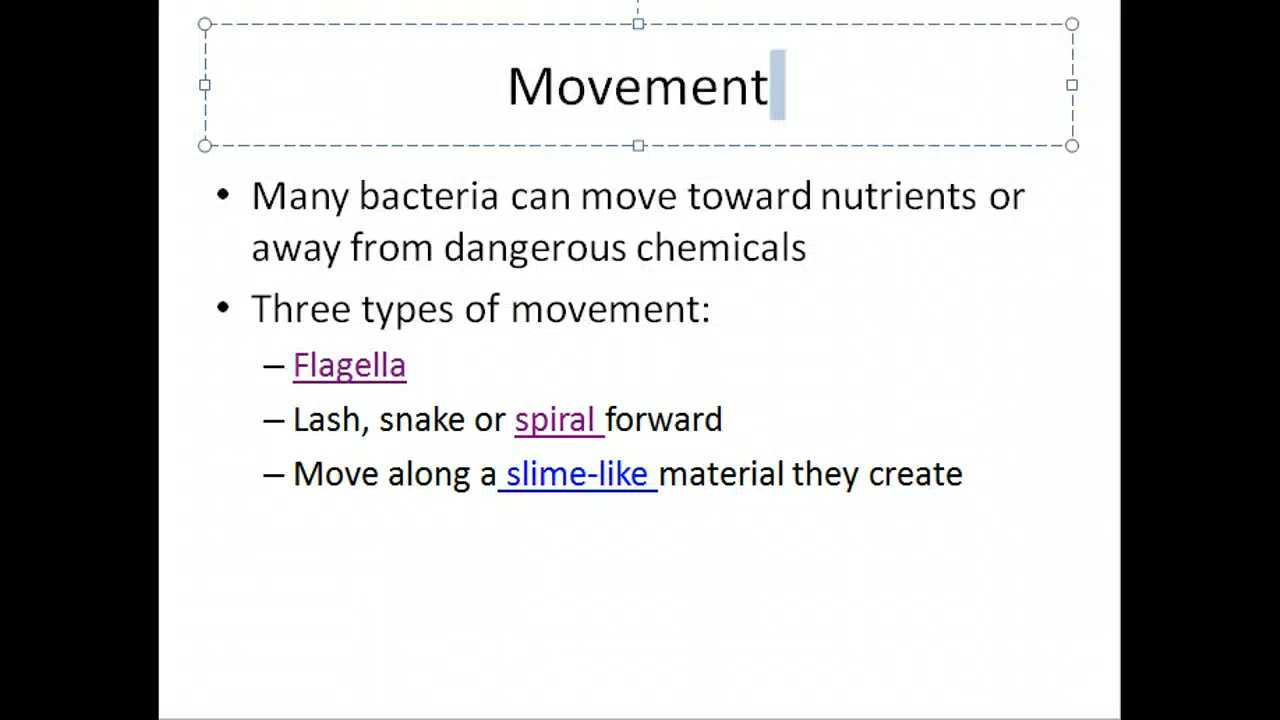 Movement
• Many bacteria can move toward nutrients or
away from dangerous chemicals
• Three types of movement:
– Flagella
– Lash, snake or spiral forward
– Move along a slime-like material they create